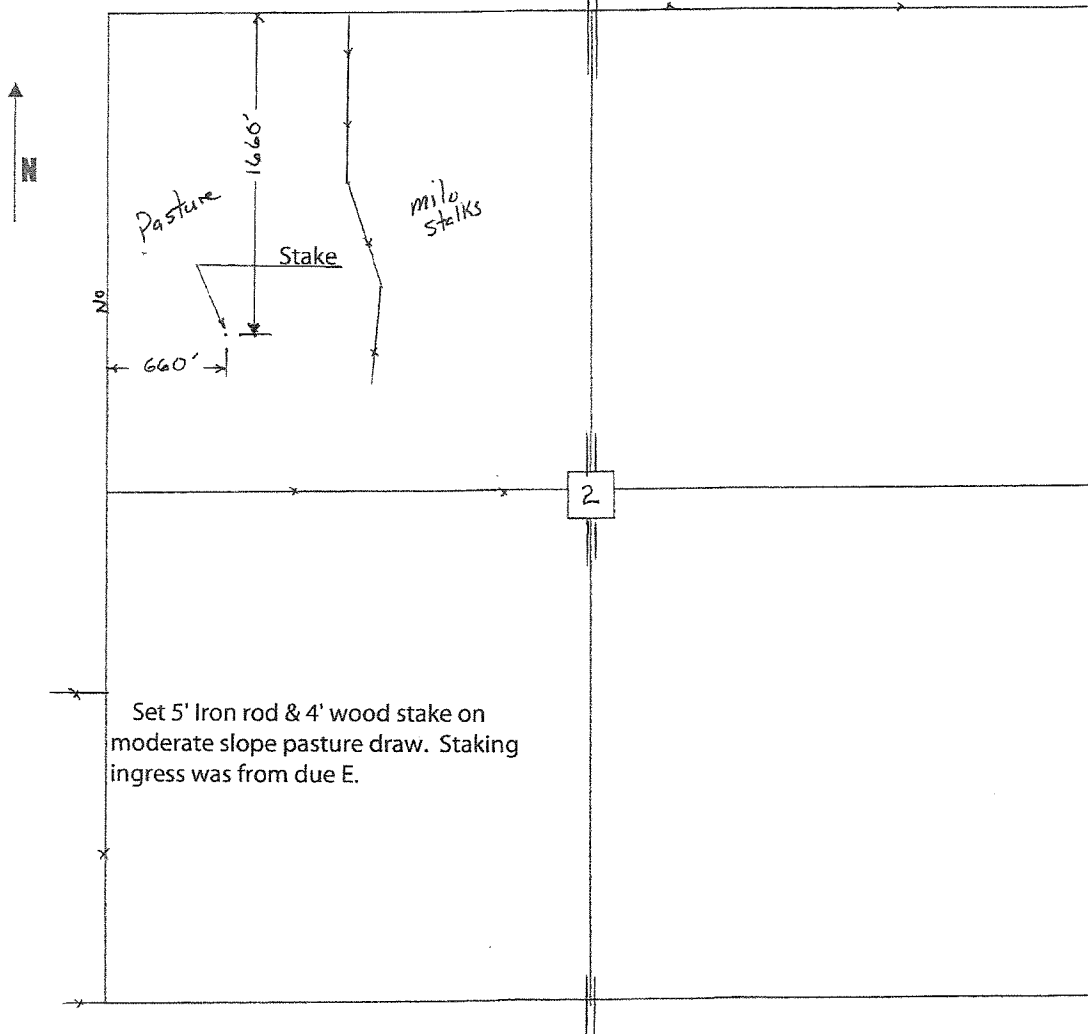 N
1660'
Pasture
milo
stalks
Stake
No
660'
2
Set 5' Iron rod & 4' wood stake on
moderate slope pasture draw. Staking
ingress was from due E.